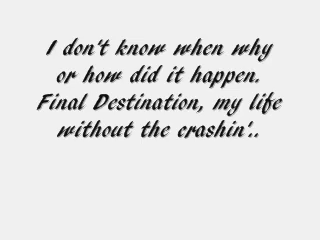 I don't know when why
or how did it happen.
Final Destination, my life
without the crashin'..